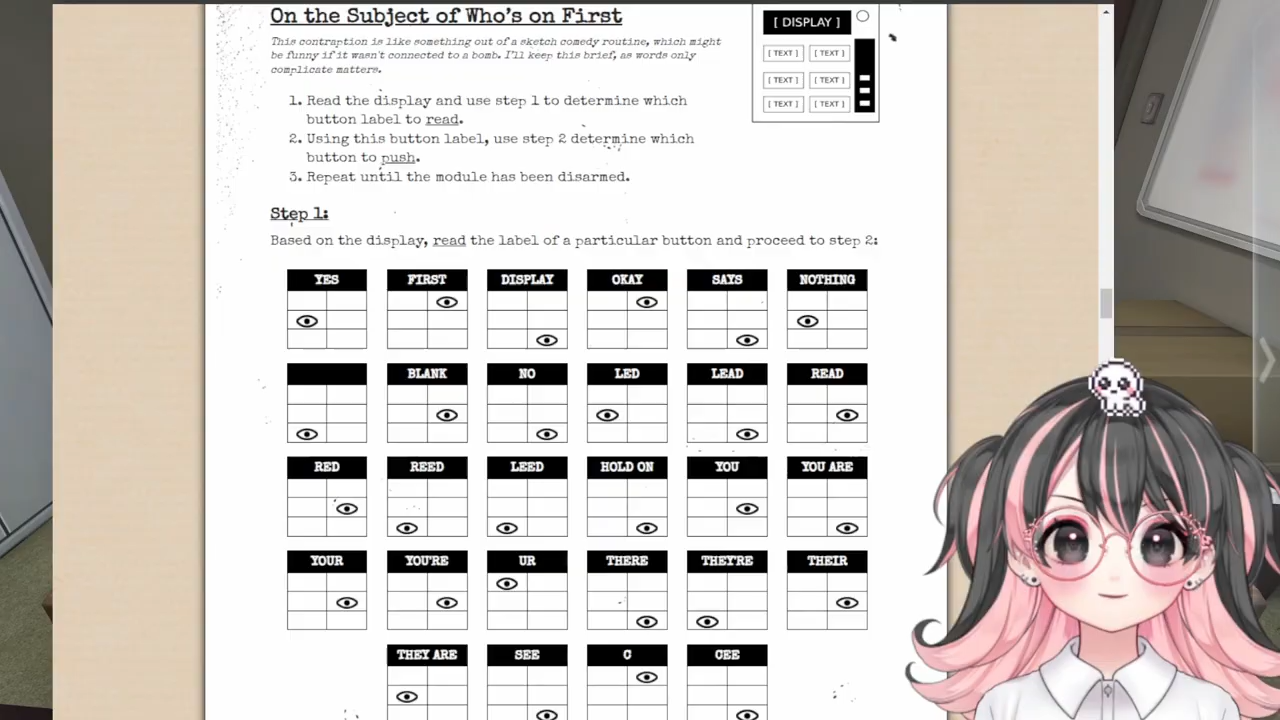 On the Subject of Who's on First
This contraption is like something out of a sketch comedy routine, which might
be funny if it wasn't connected to a bomb. I'll keep this brief, as words only
complicate matters.
1. Read the display and use step 1 to determine which
button label to read.
2. Using this button label, use step 2 determine which
button to push.
3. Repeat until the module has been disarmed.
[ DISPLAY ]
[ TEXT ] [ TEXT ]
[ TEXT ] [ TEXT ]
[ TEXT ] [ TEXT ]
Step 1:
Based on the display, read the label of a particular button and proceed to step 2:
YES FIRST DISPLAY OKAY SAYS NOTHING
BLANK NO LED LEAD READ
RED REED LEED HOLD ON YOU YOU ARE
YOUR YOU'RE UR THERE THEY'RE THEIR
THEY ARE SEE C CEE